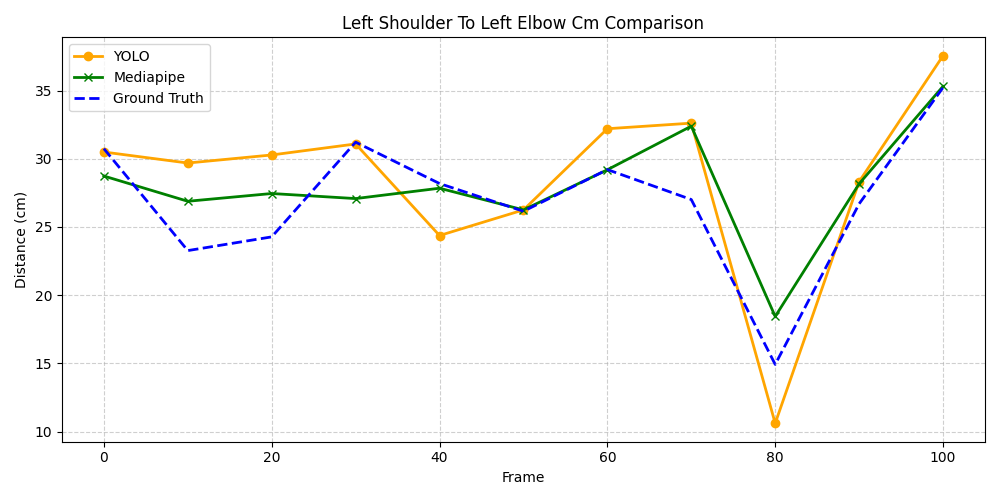 Left Shoulder To Left Elbow Cm Comparison
YOLO
Mediapipe
Ground Truth
Distance (cm)
35
30
25
20
15
10
0 20 40 60 80 100
Frame